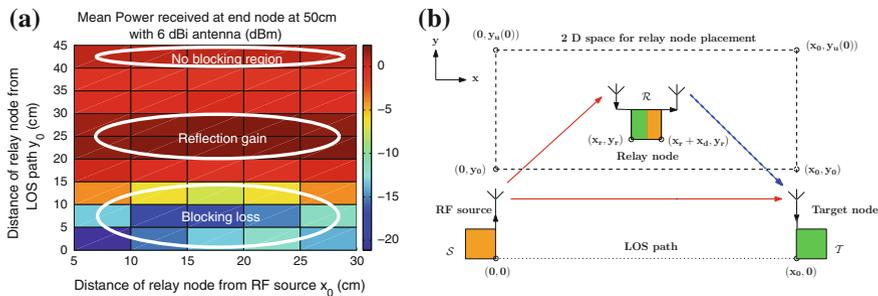 (a)
Mean Power received at end node at 50cm
with 6 dBi antenna (dBm)
Distance of relay node from
LOS path y0 (cm)
45
40
35
30
25
20
15
10
5
0
No blocking region
Reflection gain
Blocking loss
5 10 15 20 25 30
Distance of relay node from RF source x0 (cm)
0
−5
−10
−15
−20
(b)
y
x
(0, yu(0))
2 D space for relay node placement
(x0, yu(0))
R
(xr, yr)
(xr + xd, yr)
Relay node
(0, y0)
(x0, y0)
RF source
Target node
S
LOS path
T
(0, 0)
(x0, 0)